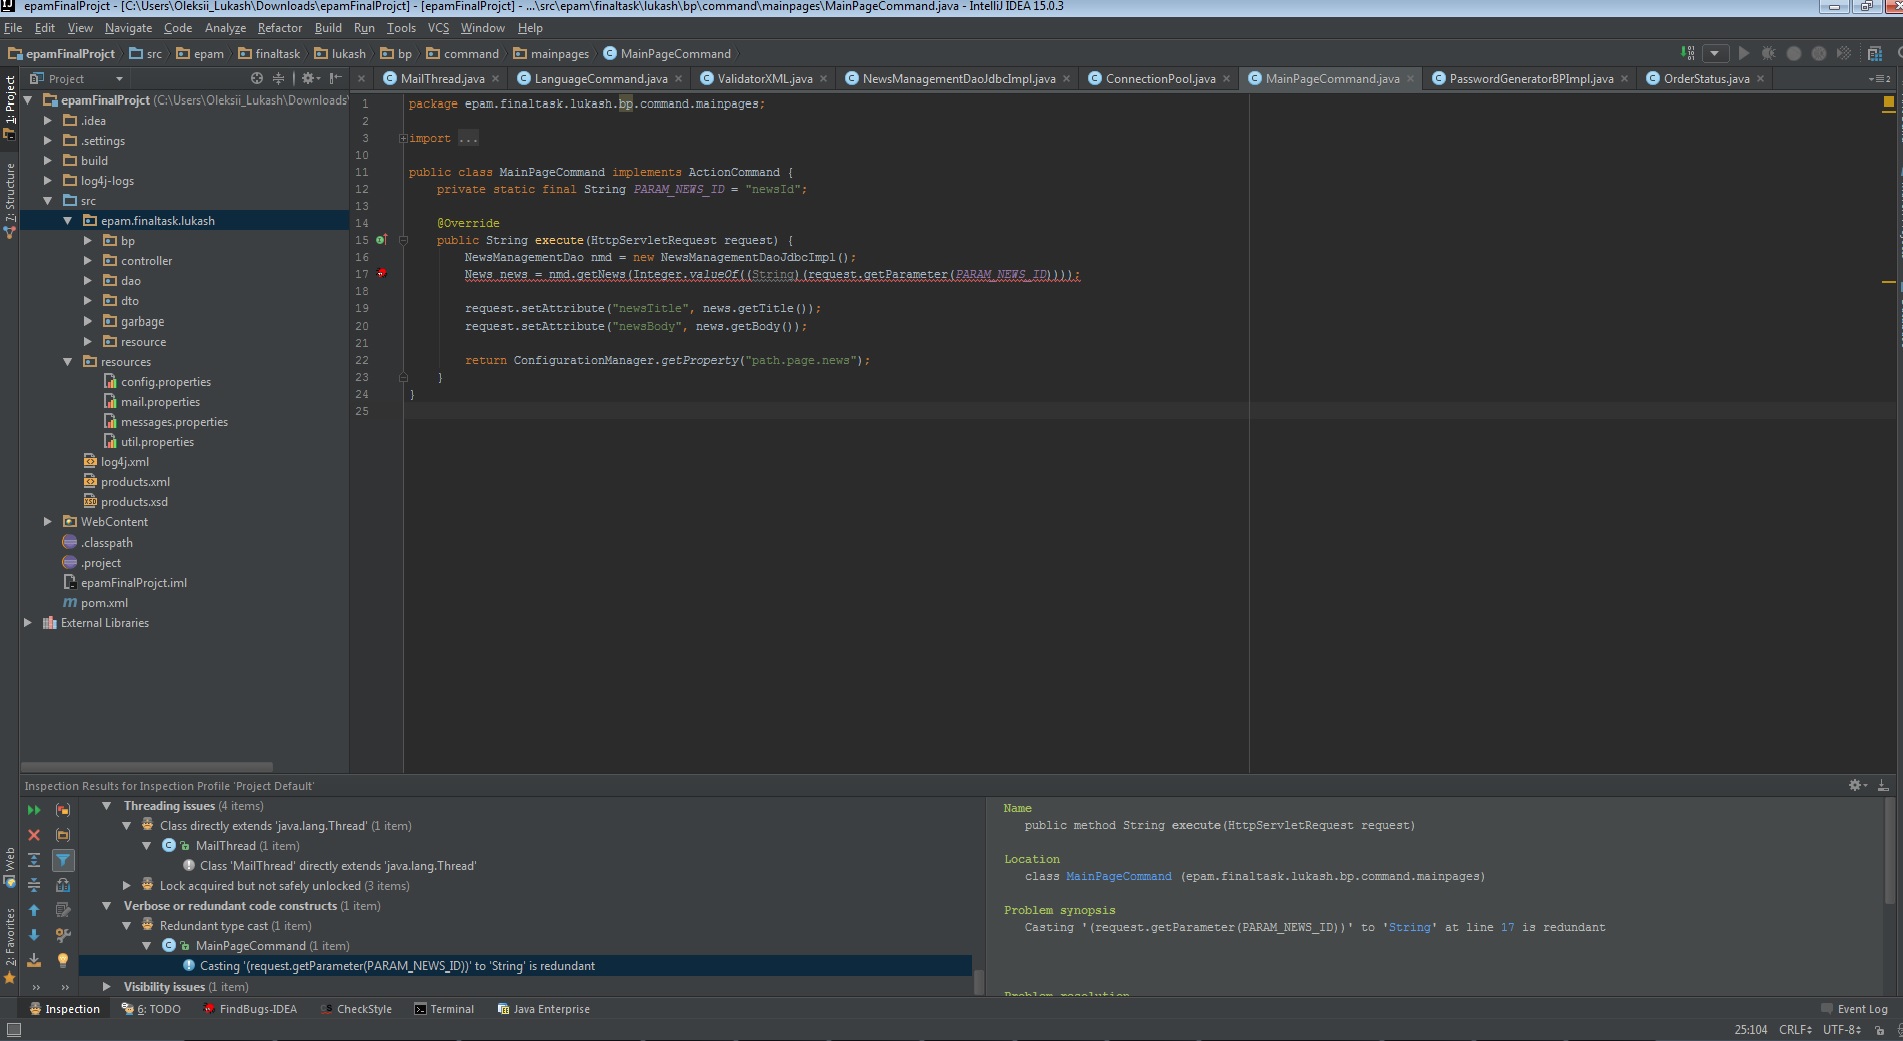 epamFinalProjct - [C:\Users\Oleksii_Lukash\Downloads\epamFinalProjct] - [epamFinalProjct] - ...\src\epam\finaltask\lukash\bp\command\mainpages\MainPageCommand.java - IntelliJ IDEA 15.0.3
File Edit View Navigate Code Analyze Refactor Build Run Tools VCS Window Help
epamFinalProjct src epam finaltask lukash bp command mainpages MainPageCommand
Project
MailThread.java LanguageCommand.java ValidatorXML.java NewsManagementDaoJdbcImpl.java ConnectionPool.java MainPageCommand.java PasswordGeneratorBPImpl.java OrderStatus.java
1: Project
7: Structure
Web
2: Favorites
epamFinalProjct (C:\Users\Oleksii_Lukash\Downloads\
.idea
.settings
build
log4j-logs
src
epam.finaltask.lukash
bp
controller
dao
dto
garbage
resource
resources
config.properties
mail.properties
messages.properties
util.properties
log4j.xml
products.xml
products.xsd
WebContent
.classpath
.project
epamFinalProjct.iml
pom.xml
External Libraries
1 package epam.finaltask.lukash.bp.command.mainpages;
2
3 import ...
10
11 public class MainPageCommand implements ActionCommand {
12 private static final String PARAM_NEWS_ID = "newsId";
13
14 @Override
15 public String execute(HttpServletRequest request) {
16 NewsManagementDao nmd = new NewsManagementDaoJdbcImpl();
17 News news = nmd.getNews(Integer.valueOf((String)(request.getParameter(PARAM_NEWS_ID))));
18
19 request.setAttribute("newsTitle", news.getTitle());
20 request.setAttribute("newsBody", news.getBody());
21
22 return ConfigurationManager.getProperty("path.page.news");
23 }
24 }
25
Inspection Results for Inspection Profile 'Project Default'
Threading issues (4 items)
Class directly extends 'java.lang.Thread' (1 item)
MailThread (1 item)
Class 'MailThread' directly extends 'java.lang.Thread'
Lock acquired but not safely unlocked (3 items)
Verbose or redundant code constructs (1 item)
Redundant type cast (1 item)
MainPageCommand (1 item)
Casting '(request.getParameter(PARAM_NEWS_ID))' to 'String' is redundant
Visibility issues (1 item)
Name
public method String execute(HttpServletRequest request)
Location
class MainPageCommand (epam.finaltask.lukash.bp.command.mainpages)
Problem synopsis
Casting '(request.getParameter(PARAM_NEWS_ID))' to 'String' at line 17 is redundant
Problem resolution
Inspection 6: TODO FindBugs-IDEA CheckStyle Terminal Java Enterprise Event Log
25:104 CRLF UTF-8